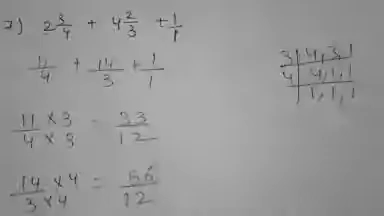 2) 2 3/4 + 4 2/3 + 1/1
11/4 + 14/3 + 1/1
3 | 4, 3, 1
4 | 4, 1, 1
1, 1, 1
11 × 3 / 4 × 3 = 33/12
14 × 4 / 3 × 4 = 56/12